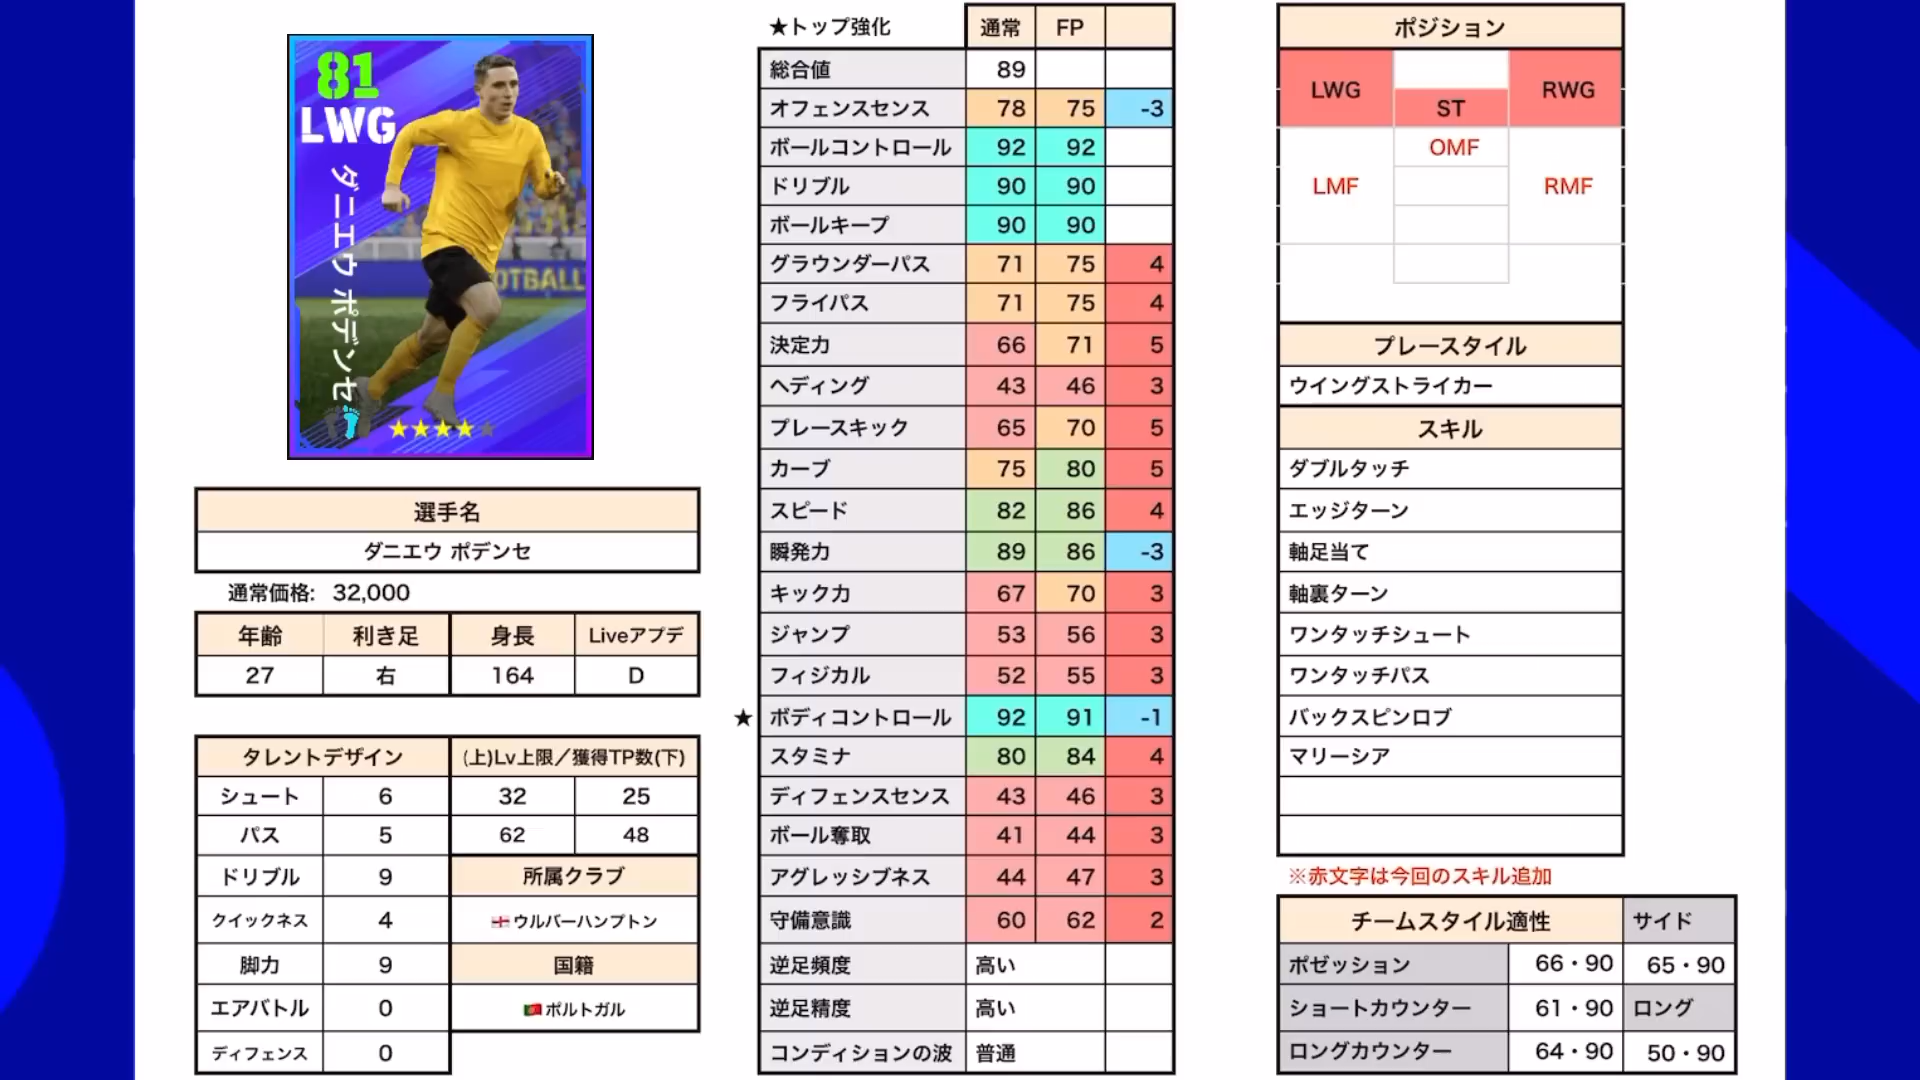 81
LWG
ダニエウ ポデンセ
OTBALL
選手名
ダニエウ ポデンセ
通常価格: 32,000
年齢 利き足 身長 Liveアプデ
27 右 164 D
タレントデザイン (上)Lv上限／獲得TP数(下)
シュート 6 32 25
パス 5 62 48
ドリブル 9 所属クラブ
クイックネス 4 ウルバーハンプトン
脚力 9 国籍
エアバトル 0 ポルトガル
ディフェンス 0
★トップ強化 通常 FP
総合値 89
オフェンスセンス 78 75 -3
ボールコントロール 92 92
ドリブル 90 90
ボールキープ 90 90
グラウンダーパス 71 75 4
フライパス 71 75 4
決定力 66 71 5
ヘディング 43 46 3
プレースキック 65 70 5
カーブ 75 80 5
スピード 82 86 4
瞬発力 89 86 -3
キック力 67 70 3
ジャンプ 53 56 3
フィジカル 52 55 3
★ ボディコントロール 92 91 -1
スタミナ 80 84 4
ディフェンスセンス 43 46 3
ボール奪取 41 44 3
アグレッシブネス 44 47 3
守備意識 60 62 2
逆足頻度 高い
逆足精度 高い
コンディションの波 普通
ポジション
LWG RWG
ST
OMF
LMF RMF
プレースタイル
ウイングストライカー
スキル
ダブルタッチ
エッジターン
軸足当て
軸裏ターン
ワンタッチシュート
ワンタッチパス
バックスピンロブ
マリーシア
※赤文字は今回のスキル追加
チームスタイル適性 サイド
ポゼッション 66・90 65・90
ショートカウンター 61・90 ロング
ロングカウンター 64・90 50・90